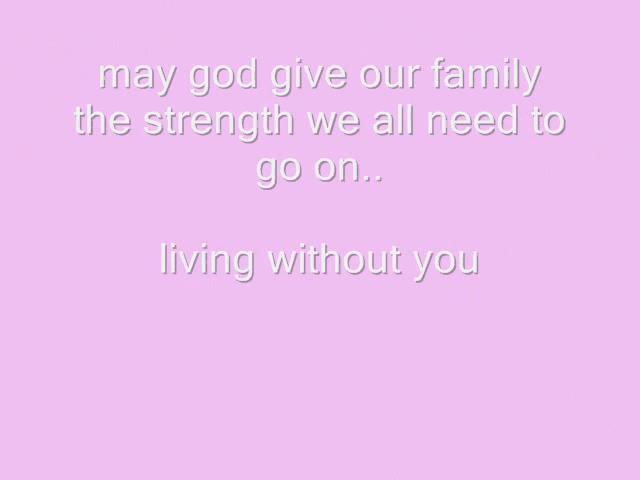 may god give our family
the strength we all need to
go on..
living without you